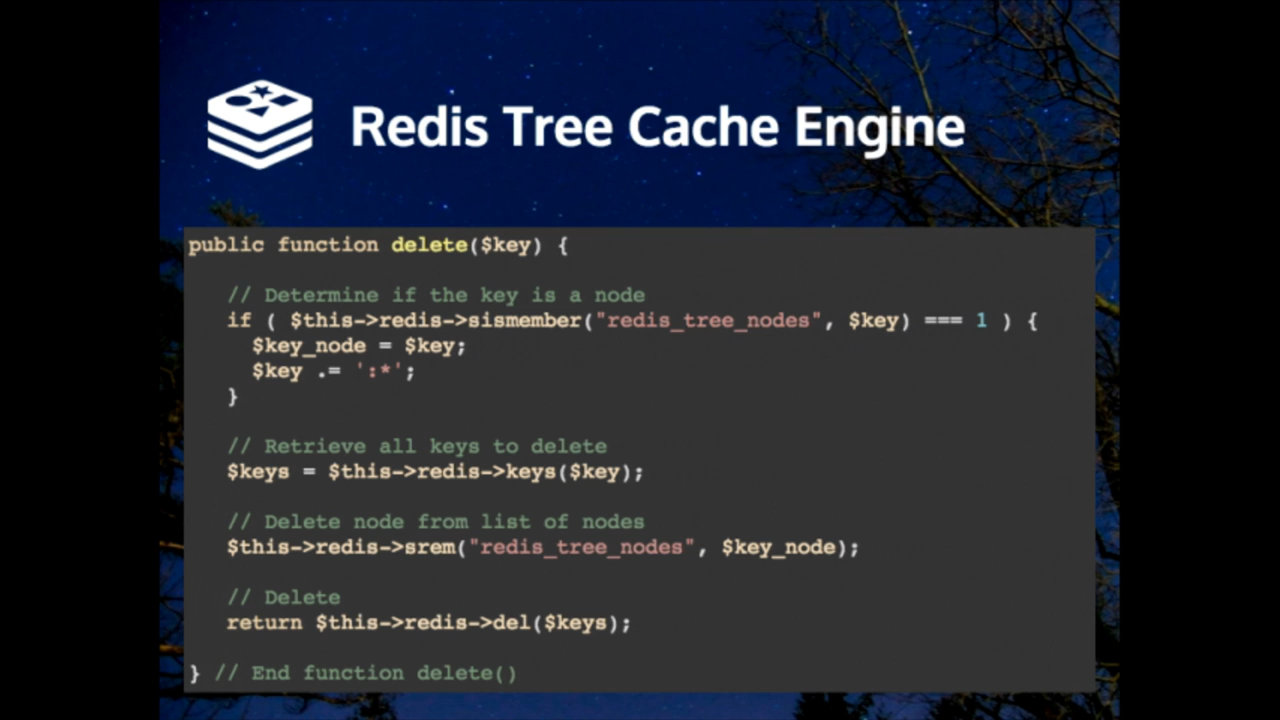 Redis Tree Cache Engine
public function delete($key) {
// Determine if the key is a node
if ( $this->redis->sismember("redis_tree_nodes", $key) === 1 ) {
$key_node = $key;
$key .= ':*';
}
// Retrieve all keys to delete
$keys = $this->redis->keys($key);
// Delete node from list of nodes
$this->redis->srem("redis_tree_nodes", $key_node);
// Delete
return $this->redis->del($keys);
} // End function delete()